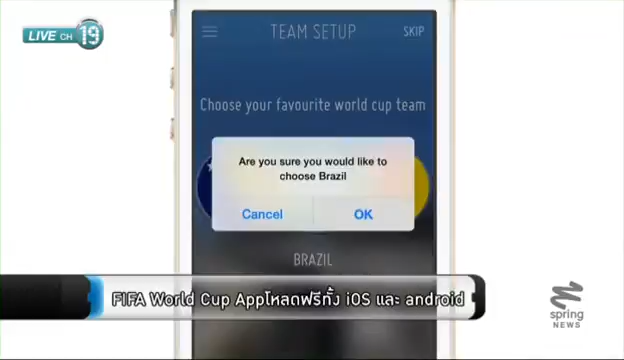 LIVE CH 19
TEAM SETUP
SKIP
Choose your favourite world cup team
Are you sure you would like to
choose Brazil
Cancel
OK
BRAZIL
FIFA World Cup Appโหลดฟรีทั้ง iOS และ android
spring
NEWS